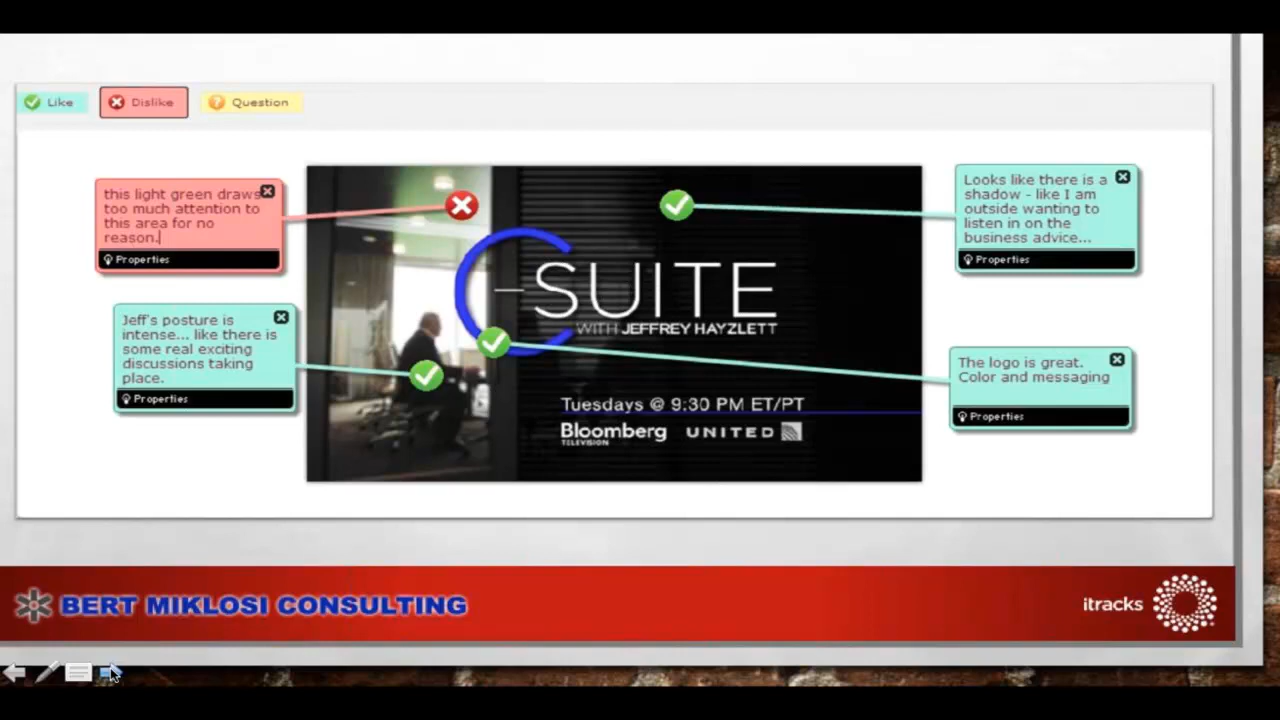 Like
Dislike
Question
this light green draws
too much attention to
this area for no
reason.
Properties
Looks like there is a
shadow - like I am
outside wanting to
listen in on the
business advice...
Properties
Jeff's posture is
intense... like there is
some real exciting
discussions taking
place.
Properties
The logo is great.
Color and messaging
Properties
C-SUITE
WITH JEFFREY HAYZLETT
Tuesdays @ 9:30 PM ET/PT
Bloomberg UNITED
TELEVISION
BERT MIKLOSI CONSULTING
itracks